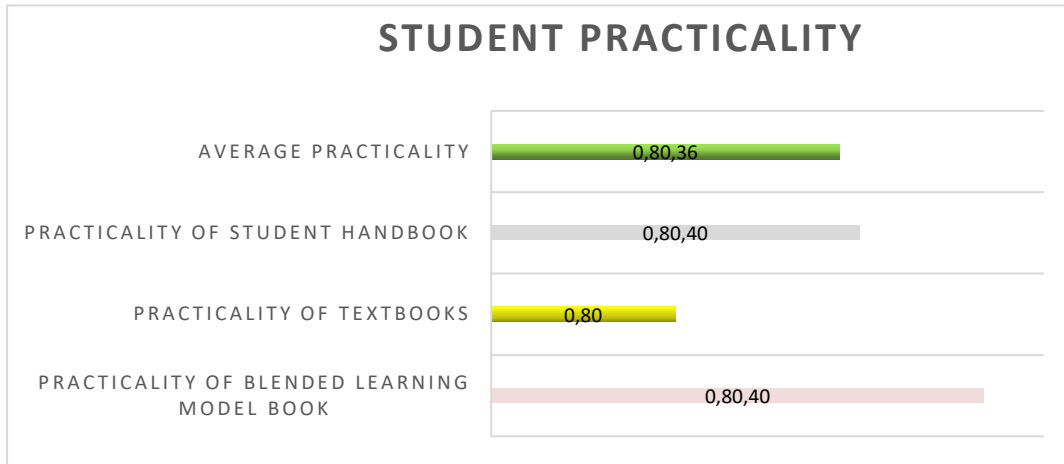 STUDENT PRACTICALITY
AVERAGE PRACTICALITY
0,80,36
PRACTICALITY OF STUDENT HANDBOOK
0,80,40
PRACTICALITY OF TEXTBOOKS
0,80
PRACTICALITY OF BLENDED LEARNING
MODEL BOOK
0,80,40